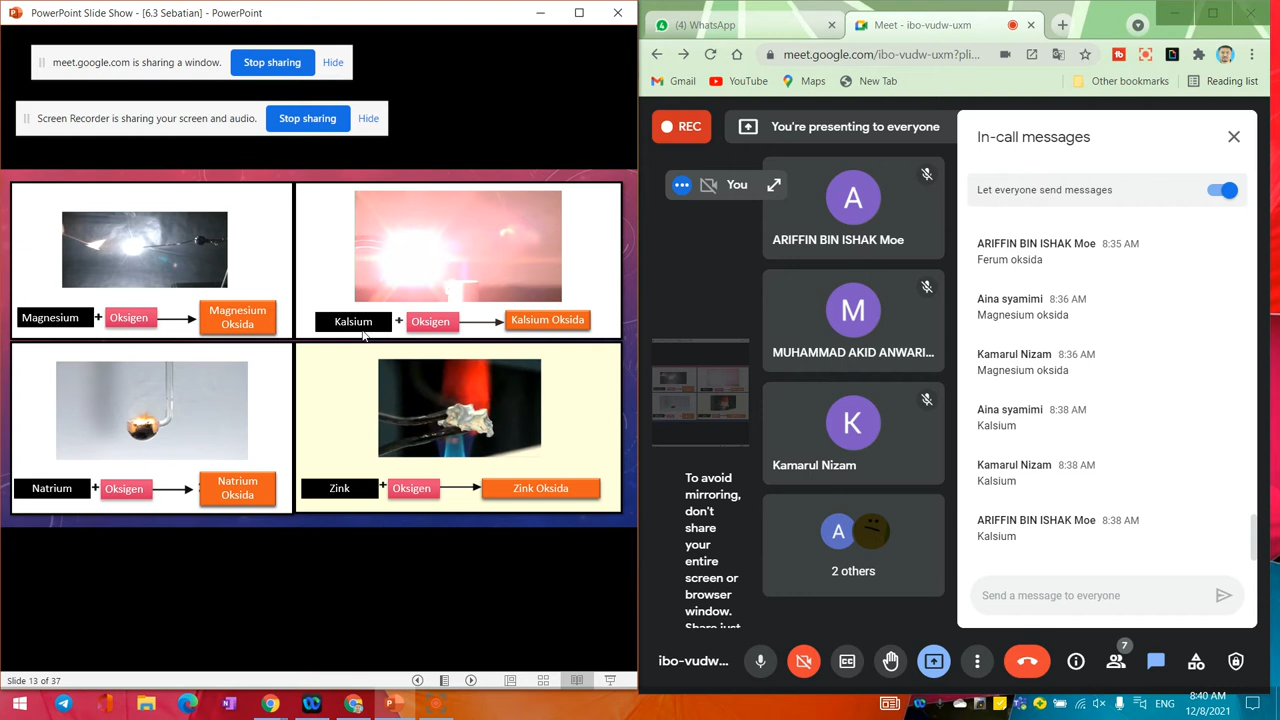 PowerPoint Slide Show - [6.3 Sebatian] - PowerPoint
meet.google.com is sharing a window.
Stop sharing
Hide
Screen Recorder is sharing your screen and audio.
Stop sharing
Hide
Magnesium + Oksigen
Magnesium
Oksida
Kalsium + Oksigen
Kalsium Oksida
Natrium + Oksigen
Natrium
Oksida
Zink + Oksigen
Zink Oksida
Slide 13 of 37
(4) WhatsApp
Meet - ibo-vudw-uxm
meet.google.com/ibo-vudw-uxm?pli...
Gmail
YouTube
Maps
New Tab
Other bookmarks
Reading list
REC
You're presenting to everyone
You
A
ARIFFIN BIN ISHAK Moe
M
MUHAMMAD AKID ANWARI...
K
Kamarul Nizam
A
2 others
To avoid
mirroring,
don't
share
your
entire
screen or
browser
window.
Share just
In-call messages
Let everyone send messages
ARIFFIN BIN ISHAK Moe 8:35 AM
Ferum oksida
Aina syamimi 8:36 AM
Magnesium oksida
Kamarul Nizam 8:36 AM
Magnesium oksida
Aina syamimi 8:38 AM
Kalsium
Kamarul Nizam 8:38 AM
Kalsium
ARIFFIN BIN ISHAK Moe 8:38 AM
Kalsium
Send a message to everyone
ibo-vudw...
7
ENG
8:40 AM
12/8/2021